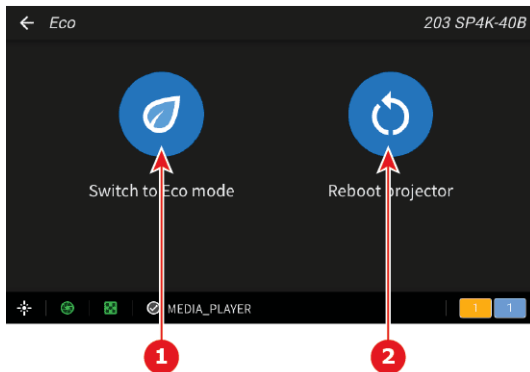 Eco 203 SP4K-40B
Switch to Eco mode Reboot projector
MEDIA_PLAYER 1 1
1 2